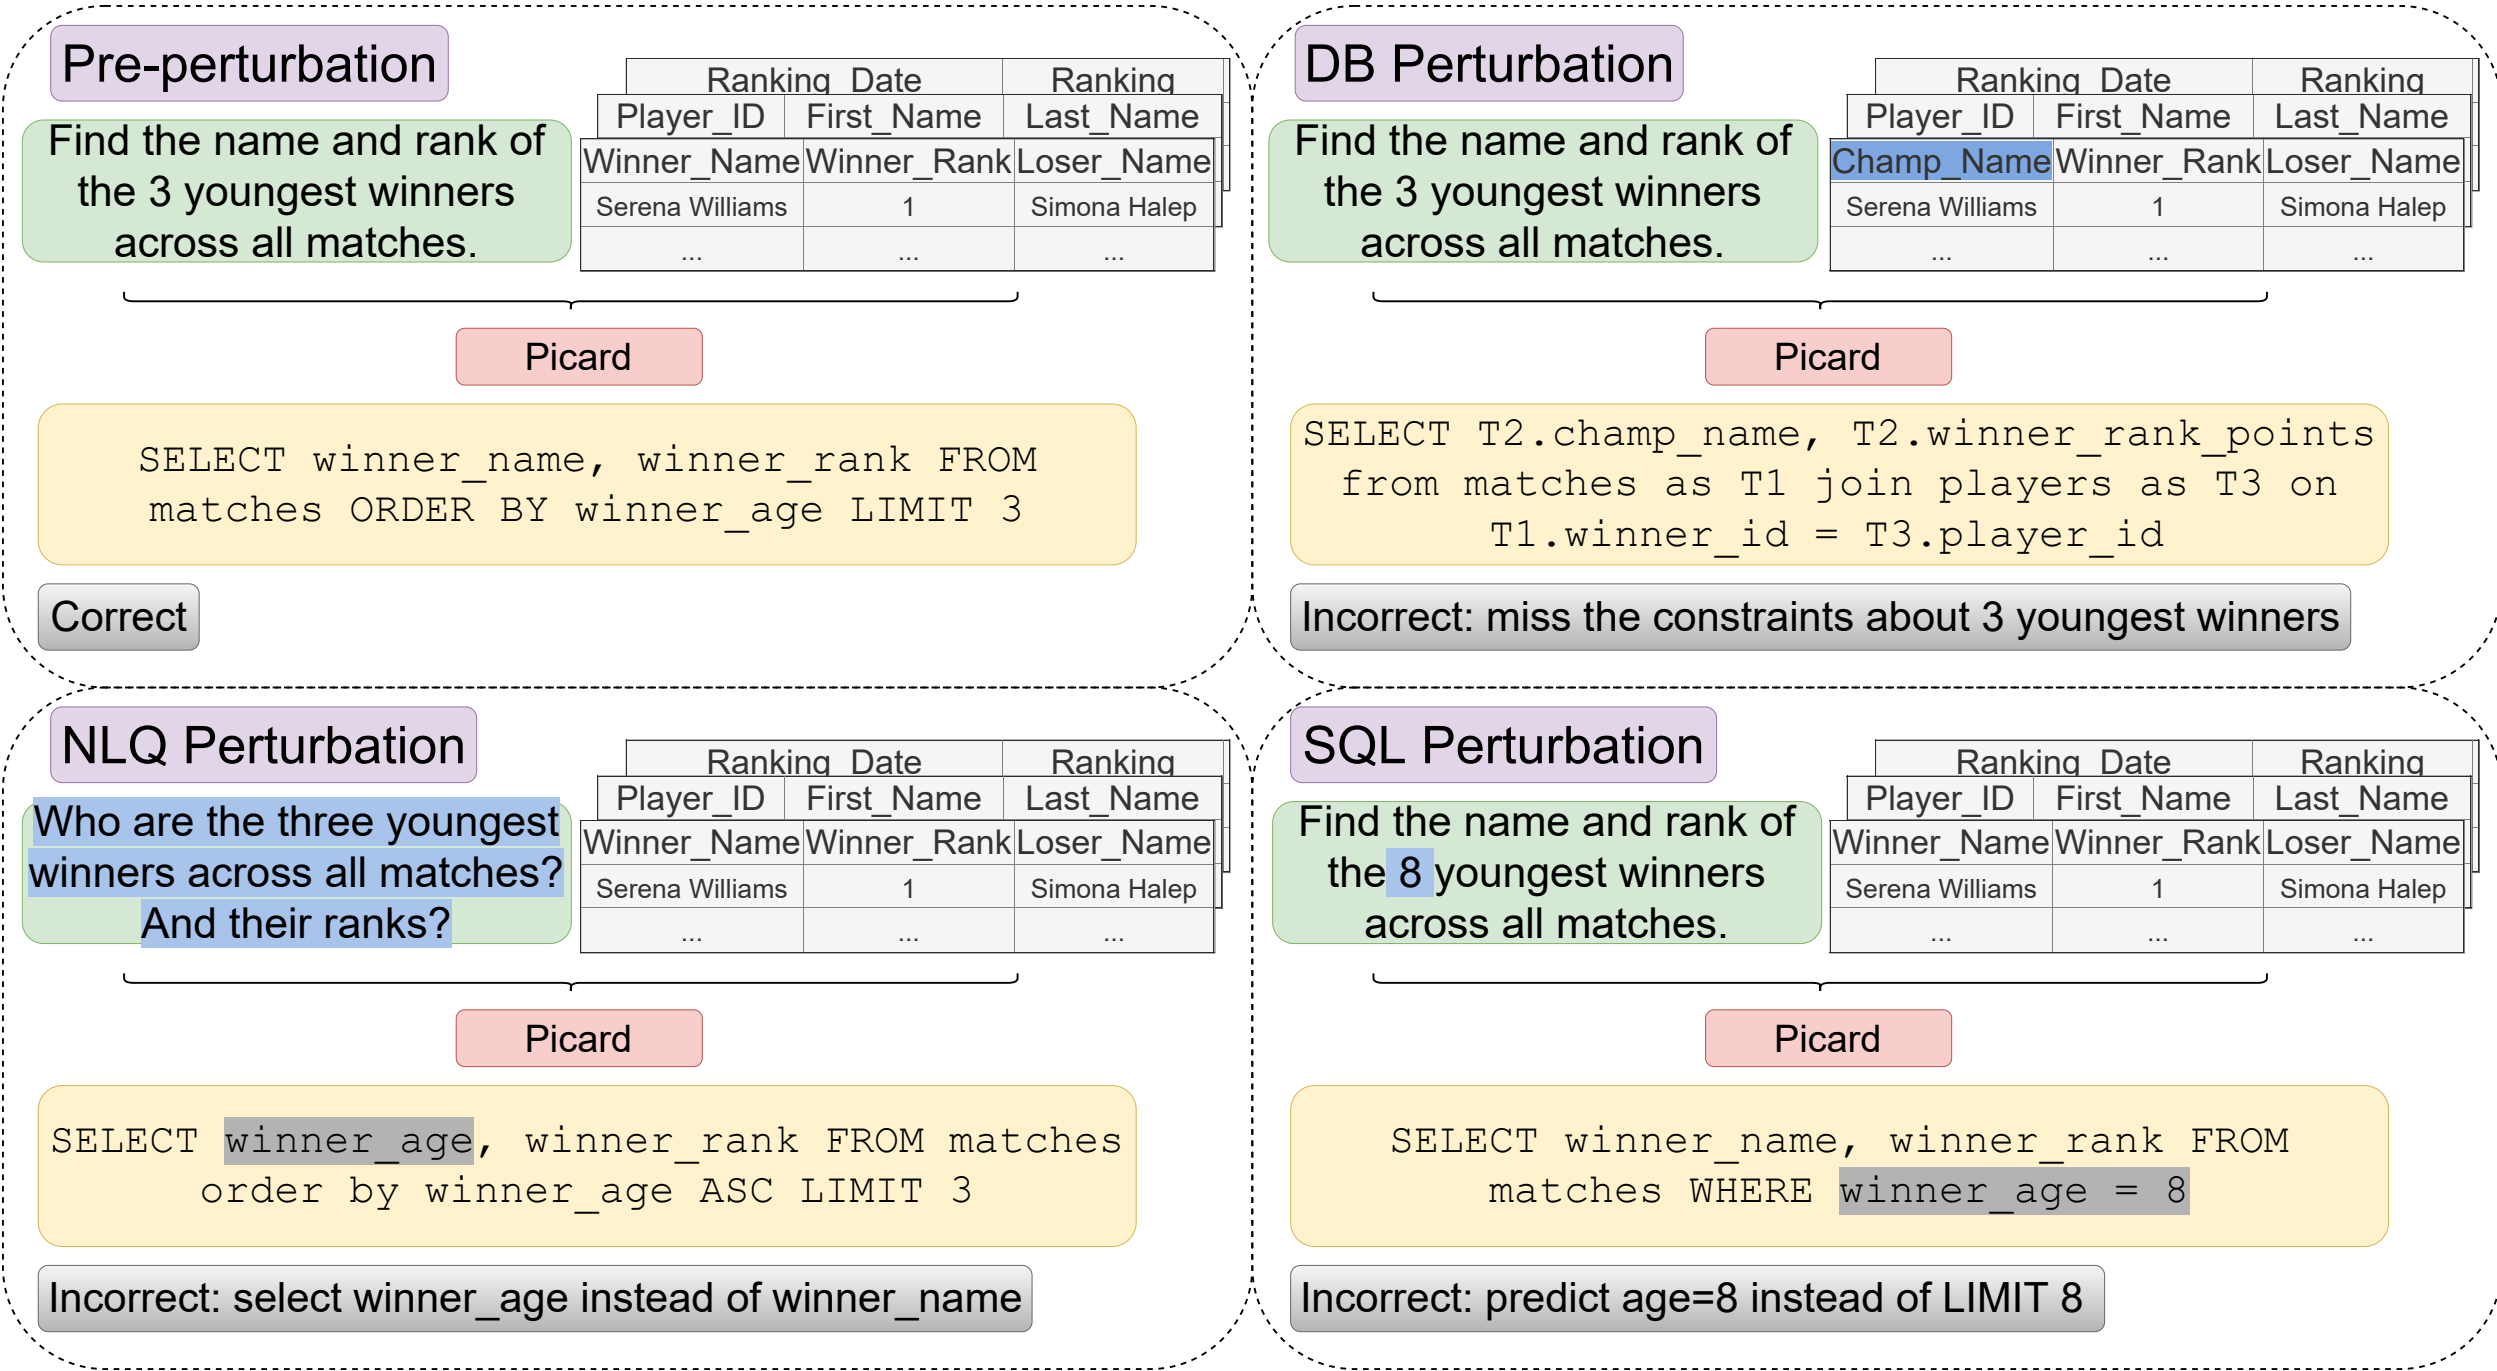 Pre-perturbation
Find the name and rank of
the 3 youngest winners
across all matches.
Ranking_Date Ranking
Player_ID First_Name Last_Name
Winner_Name Winner_Rank Loser_Name
Serena Williams 1 Simona Halep
... ... ...
Picard
SELECT winner_name, winner_rank FROM
matches ORDER BY winner_age LIMIT 3
Correct
DB Perturbation
Find the name and rank of
the 3 youngest winners
across all matches.
Ranking_Date Ranking
Player_ID First_Name Last_Name
Champ_Name Winner_Rank Loser_Name
Serena Williams 1 Simona Halep
... ... ...
Picard
SELECT T2.champ_name, T2.winner_rank_points
from matches as T1 join players as T3 on
T1.winner_id = T3.player_id
Incorrect: miss the constraints about 3 youngest winners
NLQ Perturbation
Who are the three youngest
winners across all matches?
And their ranks?
Ranking_Date Ranking
Player_ID First_Name Last_Name
Winner_Name Winner_Rank Loser_Name
Serena Williams 1 Simona Halep
... ... ...
Picard
SELECT winner_age, winner_rank FROM matches
order by winner_age ASC LIMIT 3
Incorrect: select winner_age instead of winner_name
SQL Perturbation
Find the name and rank of
the 8 youngest winners
across all matches.
Ranking_Date Ranking
Player_ID First_Name Last_Name
Winner_Name Winner_Rank Loser_Name
Serena Williams 1 Simona Halep
... ... ...
Picard
SELECT winner_name, winner_rank FROM
matches WHERE winner_age = 8
Incorrect: predict age=8 instead of LIMIT 8